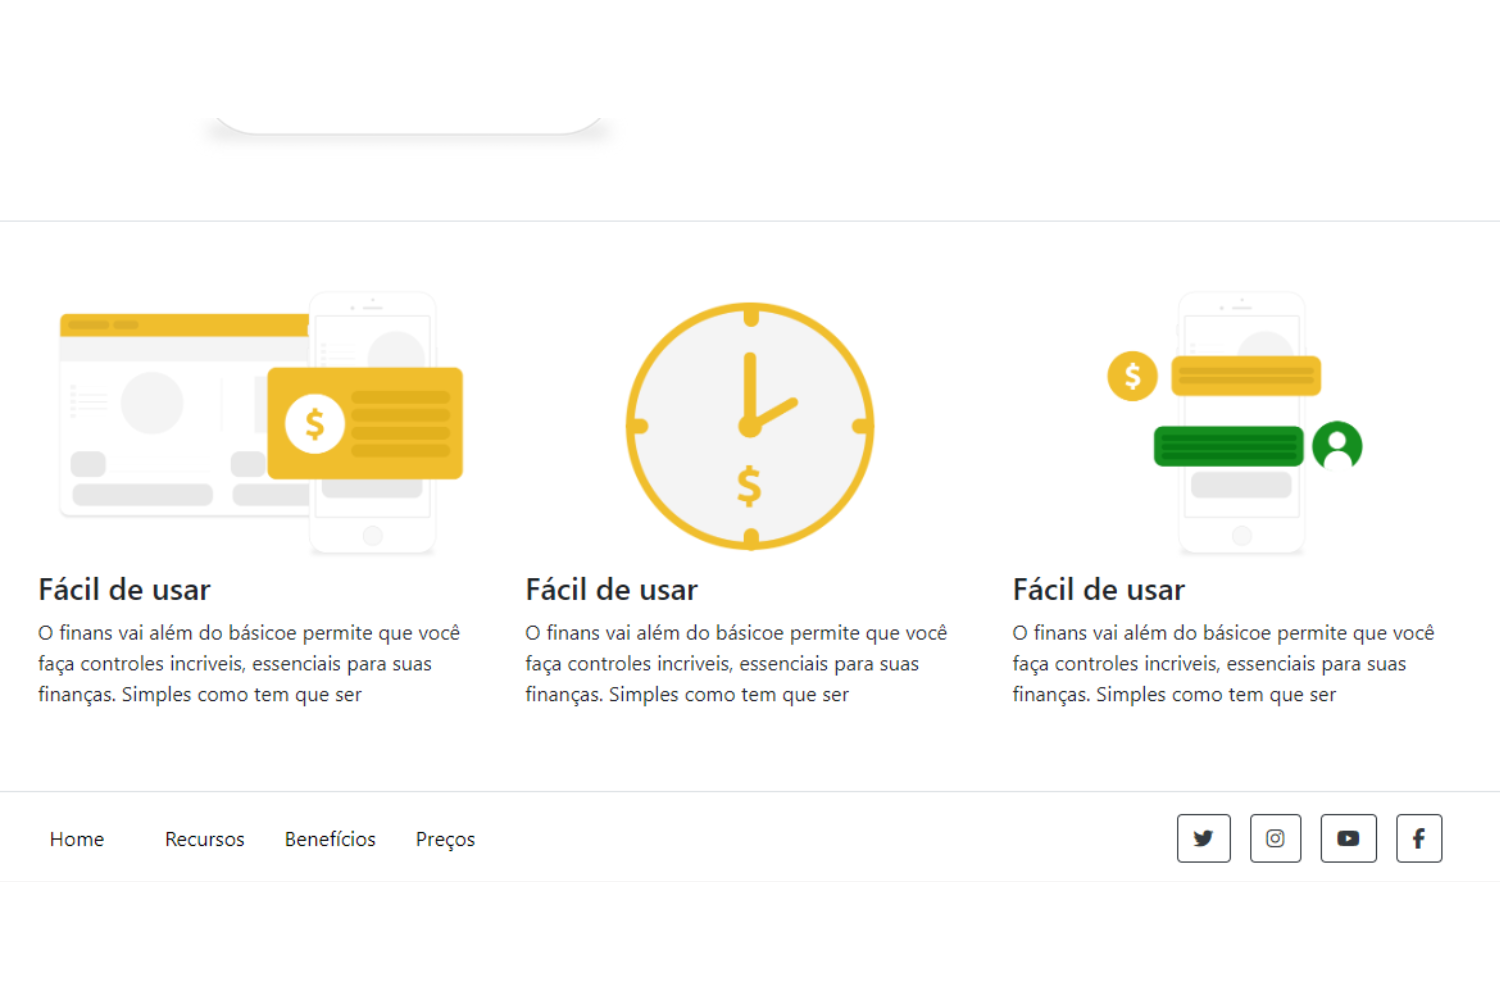 $
$
$
Fácil de usar
O finans vai além do básicoe permite que você
faça controles incriveis, essenciais para suas
finanças. Simples como tem que ser
Fácil de usar
O finans vai além do básicoe permite que você
faça controles incriveis, essenciais para suas
finanças. Simples como tem que ser
Fácil de usar
O finans vai além do básicoe permite que você
faça controles incriveis, essenciais para suas
finanças. Simples como tem que ser
Home Recursos Benefícios Preços